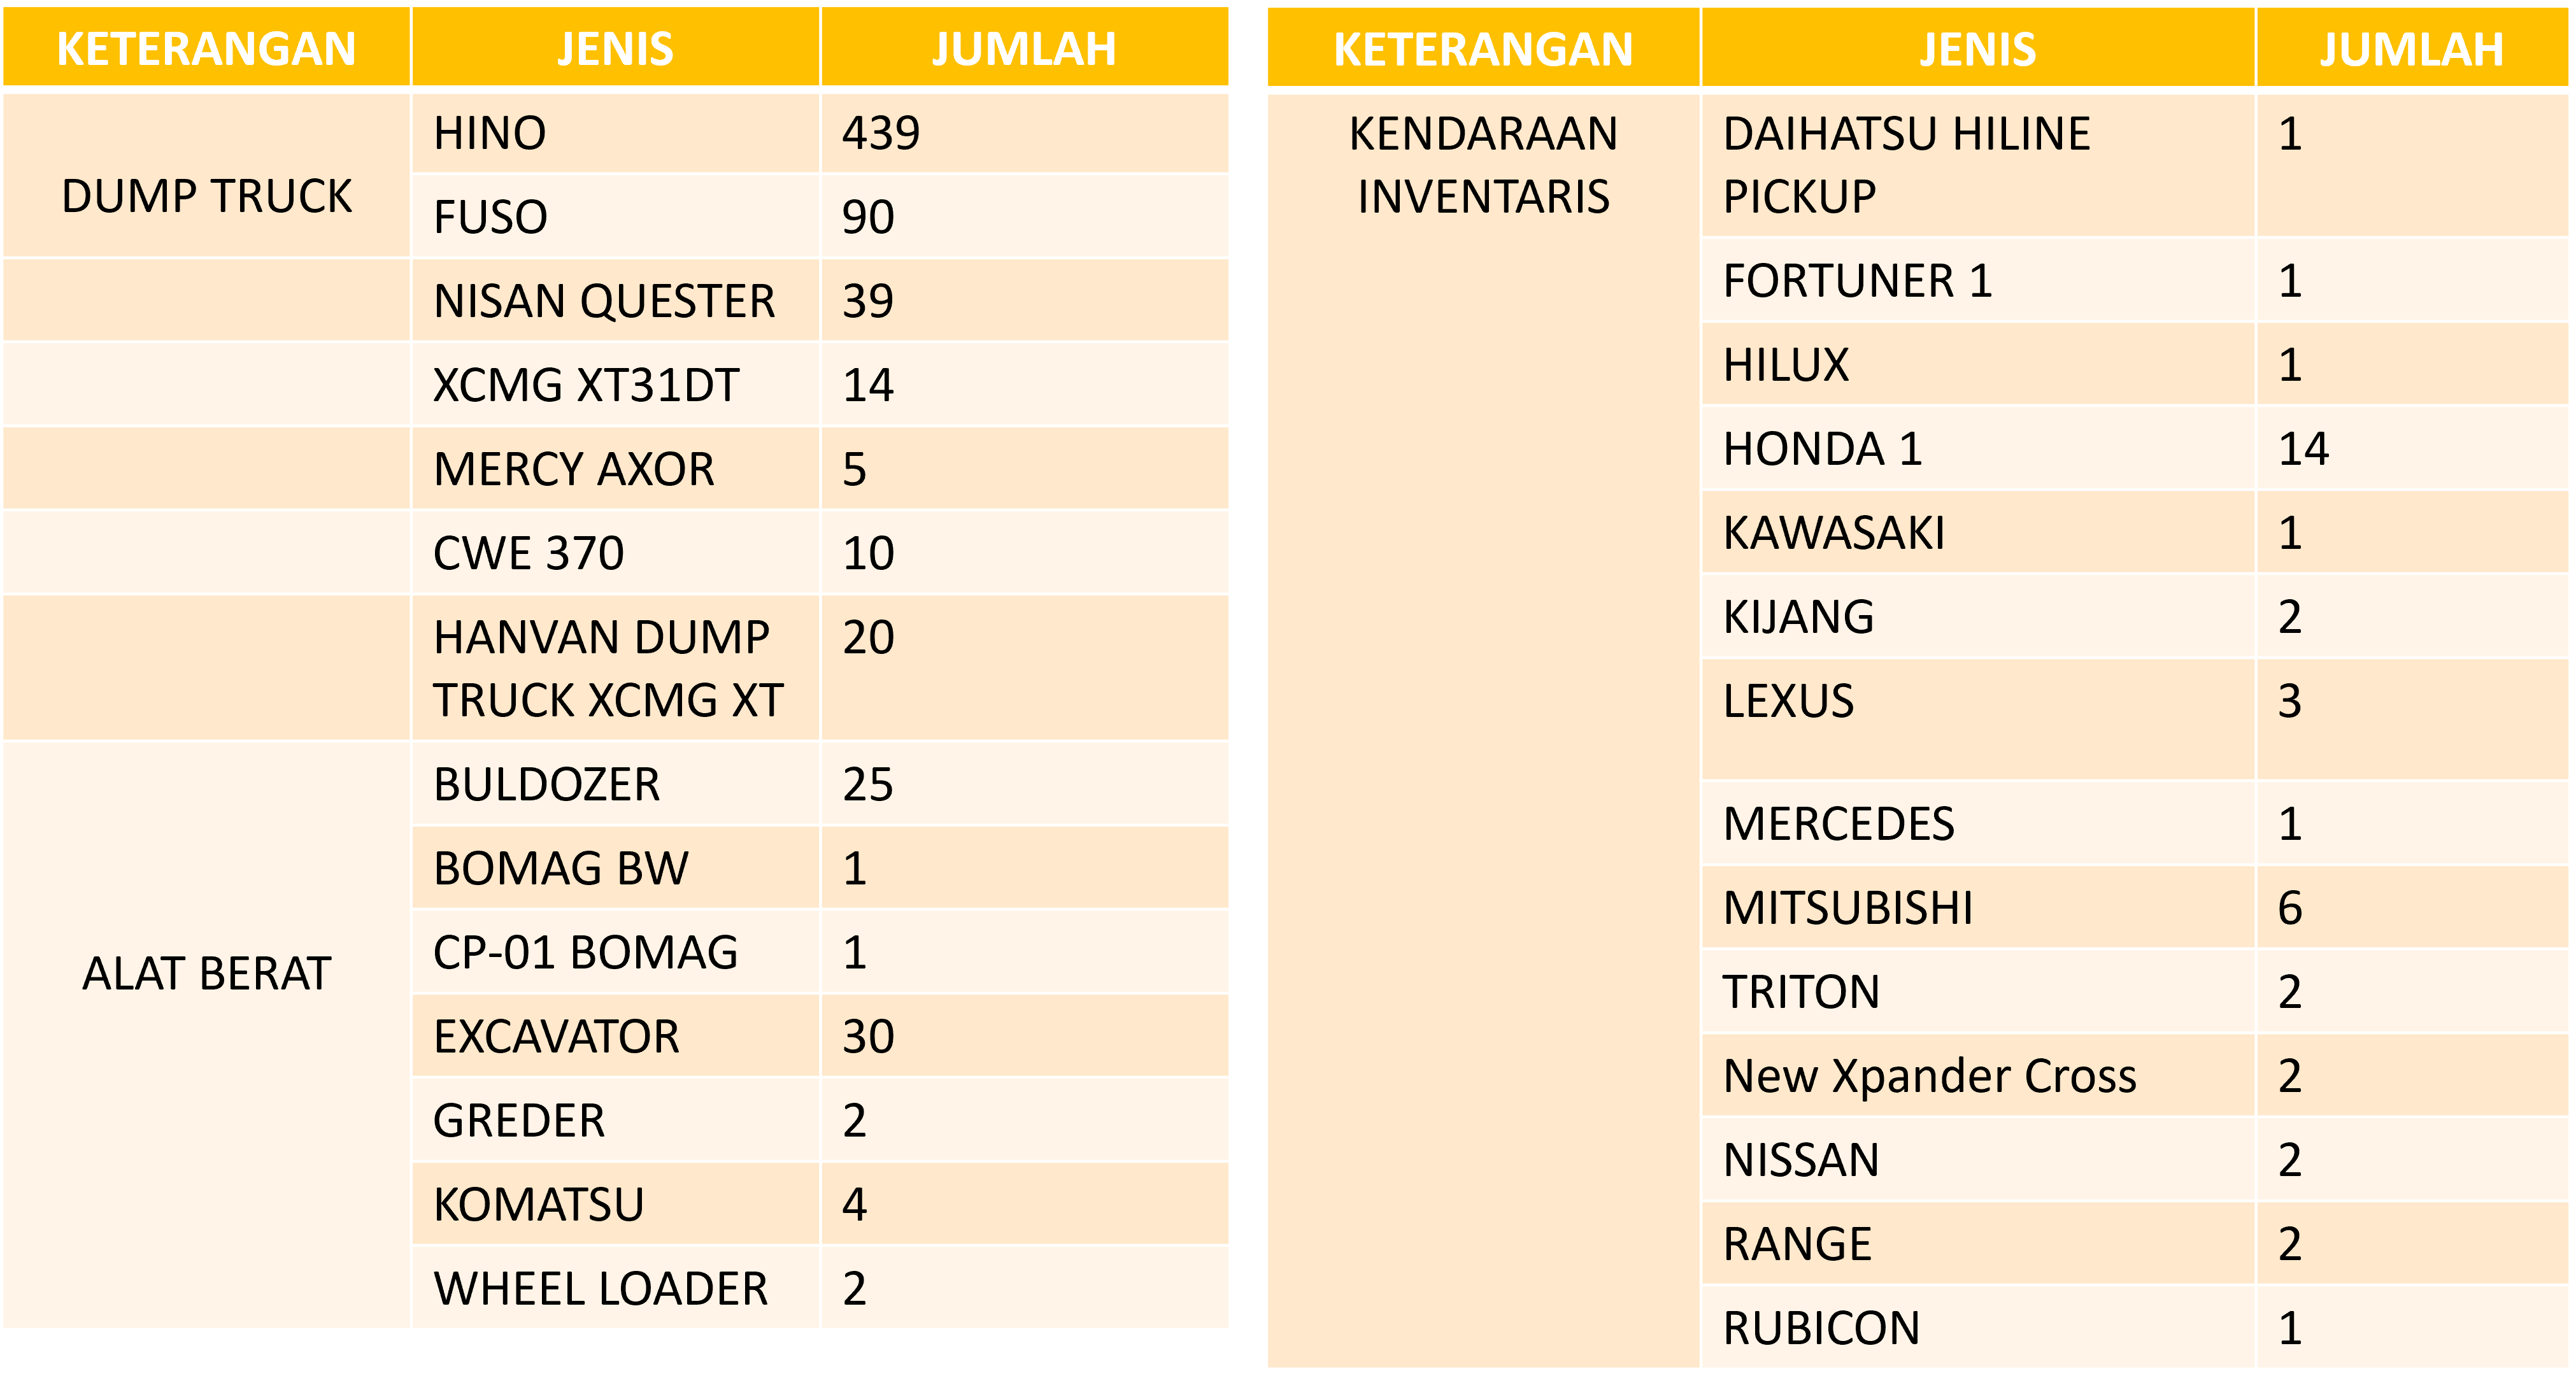 KETERANGAN JENIS JUMLAH
DUMP TRUCK HINO 439
FUSO 90
NISAN QUESTER 39
XCMG XT31DT 14
MERCY AXOR 5
CWE 370 10
HANVAN DUMP 20
TRUCK XCMG XT
ALAT BERAT BULDOZER 25
BOMAG BW 1
CP-01 BOMAG 1
EXCAVATOR 30
GREDER 2
KOMATSU 4
WHEEL LOADER 2
KETERANGAN JENIS JUMLAH
KENDARAAN DAIHATSU HILINE 1
INVENTARIS PICKUP
FORTUNER 1 1
HILUX 1
HONDA 1 14
KAWASAKI 1
KIJANG 2
LEXUS 3
MERCEDES 1
MITSUBISHI 6
TRITON 2
New Xpander Cross 2
NISSAN 2
RANGE 2
RUBICON 1